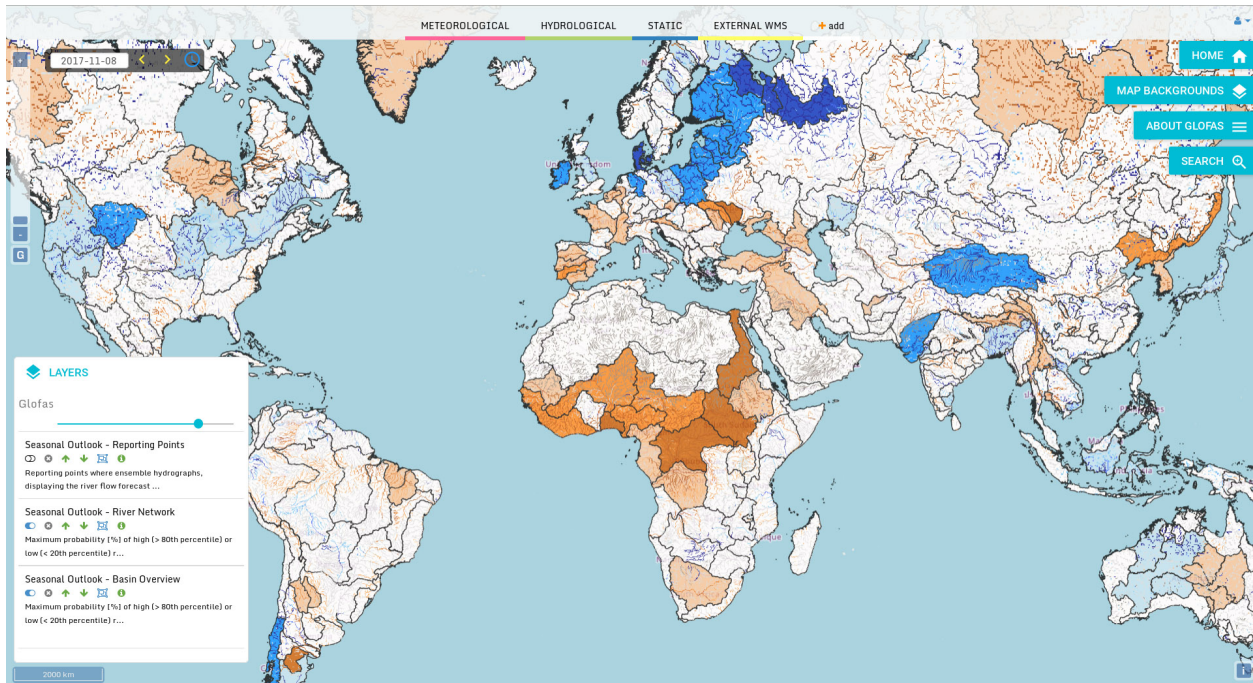 METEOROLOGICAL HYDROLOGICAL STATIC EXTERNAL WMS + add
2017-11-08
HOME
MAP BACKGROUNDS
ABOUT GLOFAS
SEARCH
+
-
G
LAYERS
Glofas
Seasonal Outlook - Reporting Points
Reporting points where ensemble hydrographs,
displaying the river flow forecast ...
Seasonal Outlook - River Network
Maximum probability [%] of high (> 80th percentile) or
low (< 20th percentile) r...
Seasonal Outlook - Basin Overview
Maximum probability [%] of high (> 80th percentile) or
low (< 20th percentile) r...
2000 km
i